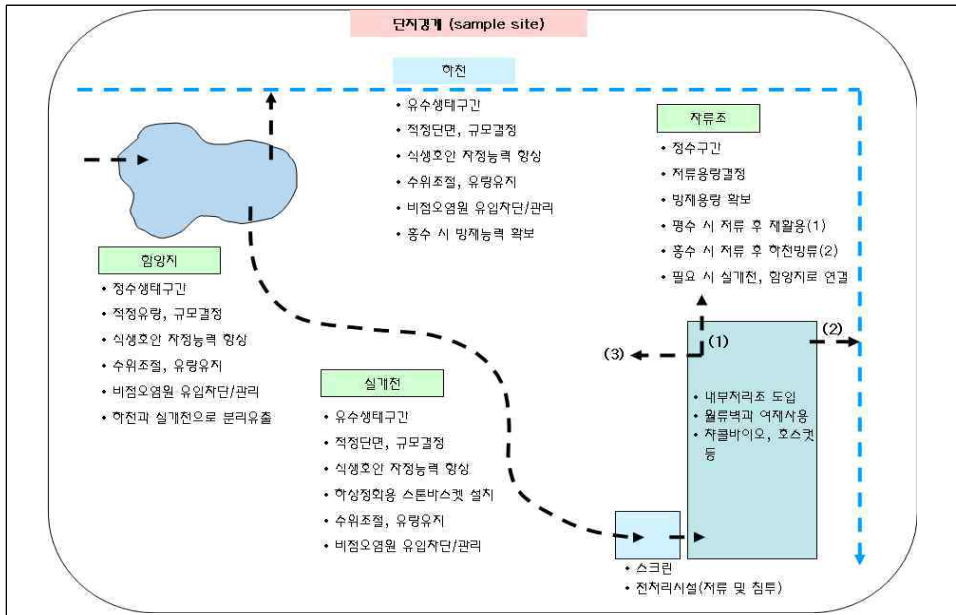 단지경계 (sample site)
하천
• 유수생태구간
• 적정단면, 규모결정
• 식생호안 자정능력 향상
• 수위조절, 유량유지
• 비점오염원 유입차단/관리
• 홍수 시 방재능력 확보
저류조
• 정수구간
• 저류용량결정
• 방재용량 확보
• 평수 시 저류 후 재활용(1)
• 홍수 시 저류 후 하천방류(2)
• 필요 시 실개천, 함양지로 연결
함양지
• 정수생태구간
• 적정유량, 규모결정
• 식생호안 자정능력 향상
• 수위조절, 유량유지
• 비점오염원 유입차단/관리
• 하천과 실개천으로 분리유출
실개천
• 유수생태구간
• 적정단면, 규모결정
• 식생호안 자정능력 향상
• 하상정화용 스톤바스켓 설치
• 수위조절, 유량유지
• 비점오염원 유입차단/관리
(3)
(1)
(2)
• 내부처리조 도입
• 월류벽과 여재사용
• 차콜바이오, 호스켓
등
• 스크린
• 전처리시설(저류 및 침투)